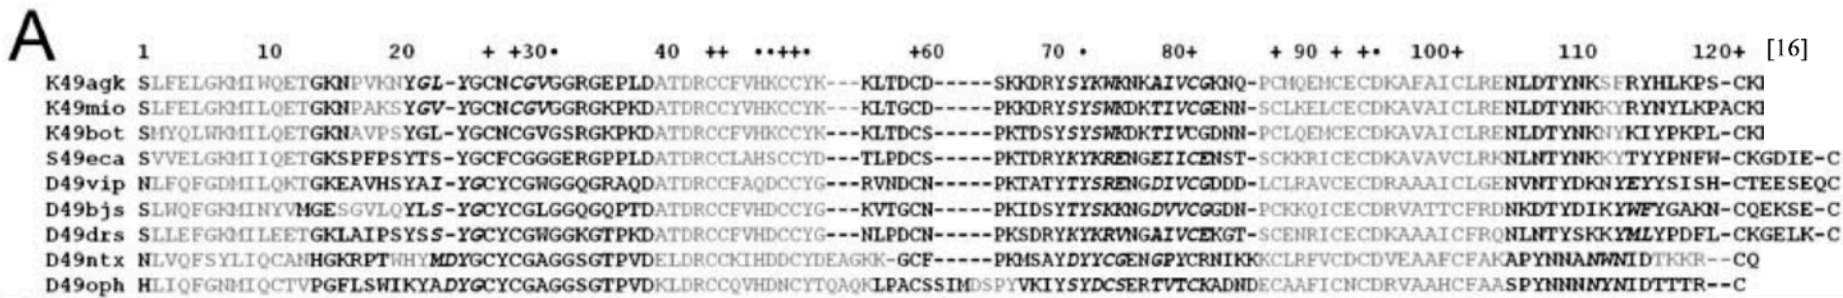 A
1 10 20 + +30• 40 ++ ••++• +60 70 • 80+ + 90 + +• 100+ 110 120+ [16]
K49agk SLFELGKMIWQETGKNPVKNYGL-YGCNCGVGGRGEPLDATDRCCFVHKCCYK---KLTDCD-----SKKDRYSYKWKNKAIVCGKNQ-PCMQEMCECDKAFAICLRENLDTYNKSFRYHLKPS-CKI
K49mio SLFELGKMILQETGKNPAKSYGV-YGCNCGVGGRGKPKDATDRCCYVHKCCYK---KLTGCD-----PKKDRYSYSWKDKTIVCGENN-SCLKELCECDKAVAICLRENLDTYNKKYRYNYLKPACKI
K49bot SMYQLWKMILQETGKNAVPSYGL-YGCNCGVGSRGKPKDATDRCCYVHKCCYK---KLTDCS-----PKTDSYSYSWKDKTIVCGDNN-PCLQEMCECDKAVAICLRENLDTYNKNYKIYPKPL-CKI
S49eca SVVELGKMIIQETGKSPFPSYTS-YGCFCGGGERGPPLDATDRCCLAHSCCYD---TLPDCS-----PKTDRYKYKRENGEIICENST-SCKKRICECDKAVAVCLRKNLNTYNKKYTYYPNFW-CKGDIE-C
D49vip NLFQFGDMILQKTGKEAVHSYAI-YGCYCGWGGQGRAQDATDRCCFAQDCCYG---RVNDCN-----PKTATYTYSRENGDIVCGDDD-LCLRAVCECDRAAAICLGENVNTYDKNYEYYSISH-CTEESEQC
D49bjs SLWQFGKMINYVMGESGVLQYLS-YGCYCGLGGQGQPTDATDRCCFVHDCCYG---KVTGCN-----PKIDSYTYSKKNGDVVCGGDN-PCKKQICECDRVATTCFRDNKDTYDIKYWFYGAKN-CQEKSE-C
D49drs SLLEFGKMILEETGKLAIPSYSS-YGCYCGWGGKGTPKDATDRCCFVHDCCYG---NLPDCN-----PKSDRYKYKRVNGAIVCEKGT-SCENRICECDKAAAICFRQNLNTYSKKYMLYPDFL-CKGELK-C
D49ntx NLVQFSYLIQCANHGKRPTWHYMDYGCYCGAGGSGTPVDELDRCCKIHDDCYDEAGKK-GCF-----PKMSAYDYYCGENGPYCRNIKKKCLRFVCDCDVEAAFCFAKAPYNNANWNIDTKKR--CQ
D49oph HLIQFGNMIQCTVPGFLSWIKYADYGCYCGAGGSGTPVDKLDRCCQVHDNCYTQAQKLPACSSIMDSPYVKIYSYDCSERTVTCKADNDECAAFICNCDRVAAHCFAASPYNNNNYNIDTTTR--C